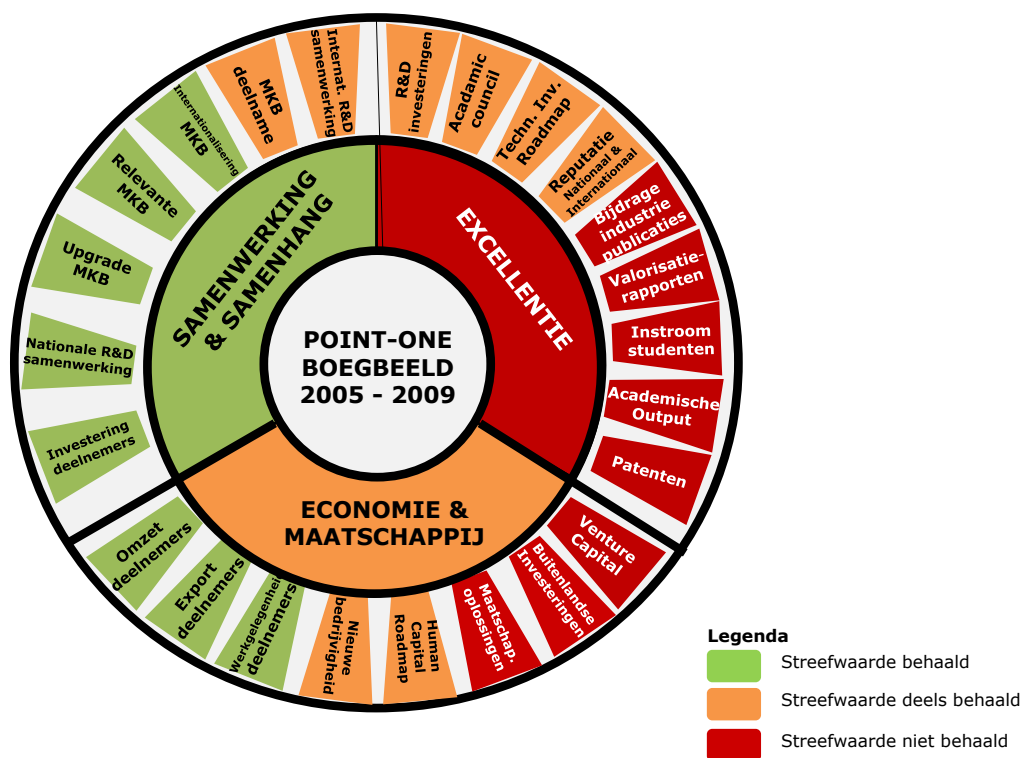 POINT-ONE
BOEGBEELD
2005 - 2009
SAMENWERKING
& SAMENHANG
EXCELLENTIE
ECONOMIE &
MAATSCHAPPIJ
R&D
investeringen
Acadamic
council
Techn. Inv.
Roadmap
Reputatie
Nationaal &
Internationaal
Bijdrage
industrie
publicaties
Valorisatie-
rapporten
Instroom
studenten
Academische
Output
Patenten
Venture
Capital
Buitenlandse
Investeringen
Maatschap.
oplossingen
Human
Capital
Roadmap
Nieuwe
bedrijvigheid
Werkgelegenheid
deelnemers
Export
deelnemers
Omzet
deelnemers
Investering
deelnemers
Nationale R&D
samenwerking
Upgrade
MKB
Relevante
MKB
Internationalisering
MKB
MKB
deelname
Internat. R&D
samenwerking
Legenda
Streefwaarde behaald
Streefwaarde deels behaald
Streefwaarde niet behaald